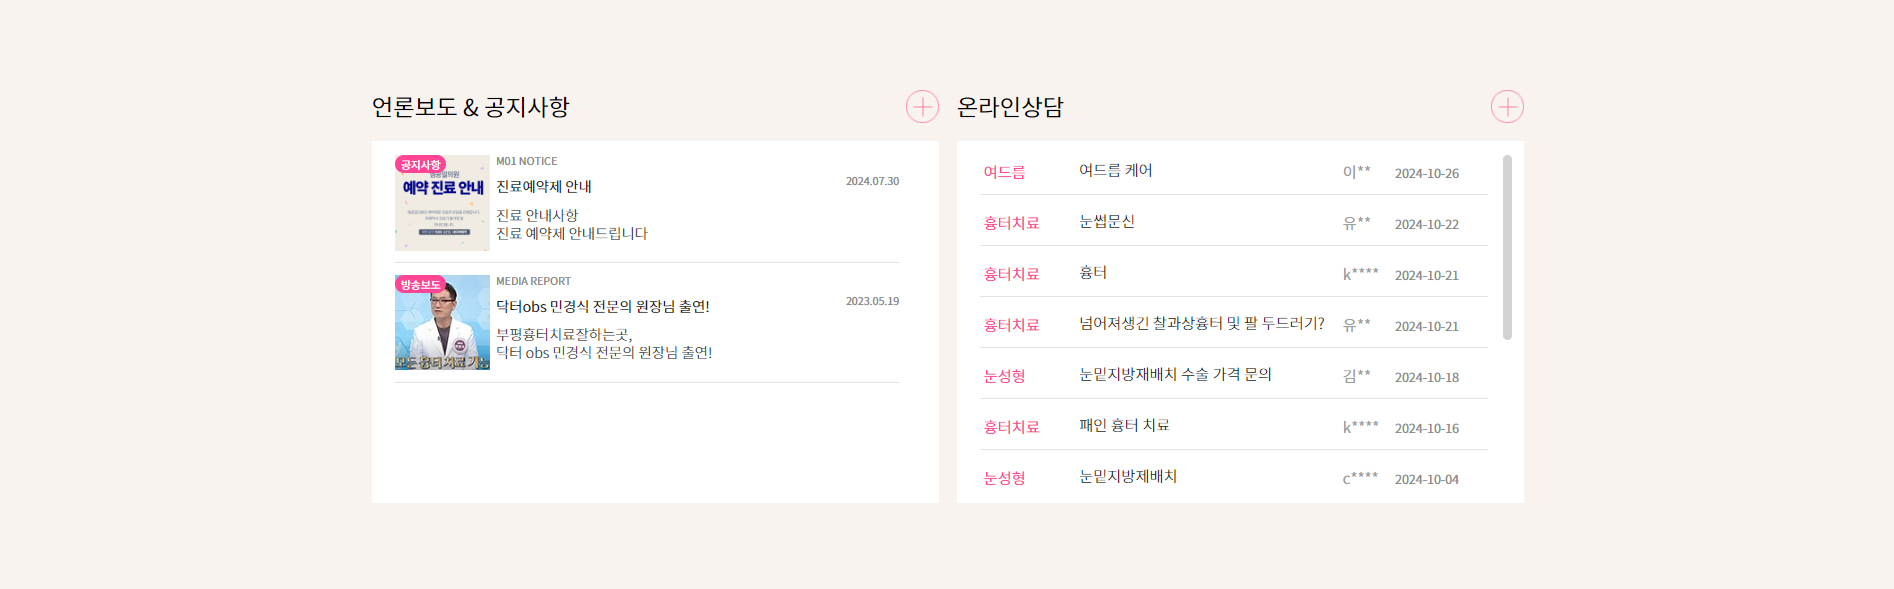 언론보도 & 공지사항
공지사항
예약 진료 안내
M01 NOTICE
진료예약제 안내
2024.07.30
진료 안내사항
진료 예약제 안내드립니다
방송보도
모든 흉터 치료 가능
MEDIA REPORT
닥터obs 민경식 전문의 원장님 출연!
2023.05.19
부평흉터치료잘하는곳,
닥터 obs 민경식 전문의 원장님 출연!
온라인상담
여드름 여드름 케어 이** 2024-10-26
흉터치료 눈썹문신 유** 2024-10-22
흉터치료 흉터 k**** 2024-10-21
흉터치료 넘어져생긴 찰과상흉터 및 팔 두드러기? 유** 2024-10-21
눈성형 눈밑지방재배치 수술 가격 문의 김** 2024-10-18
흉터치료 패인 흉터 치료 k**** 2024-10-16
눈성형 눈밑지방제배치 c**** 2024-10-04